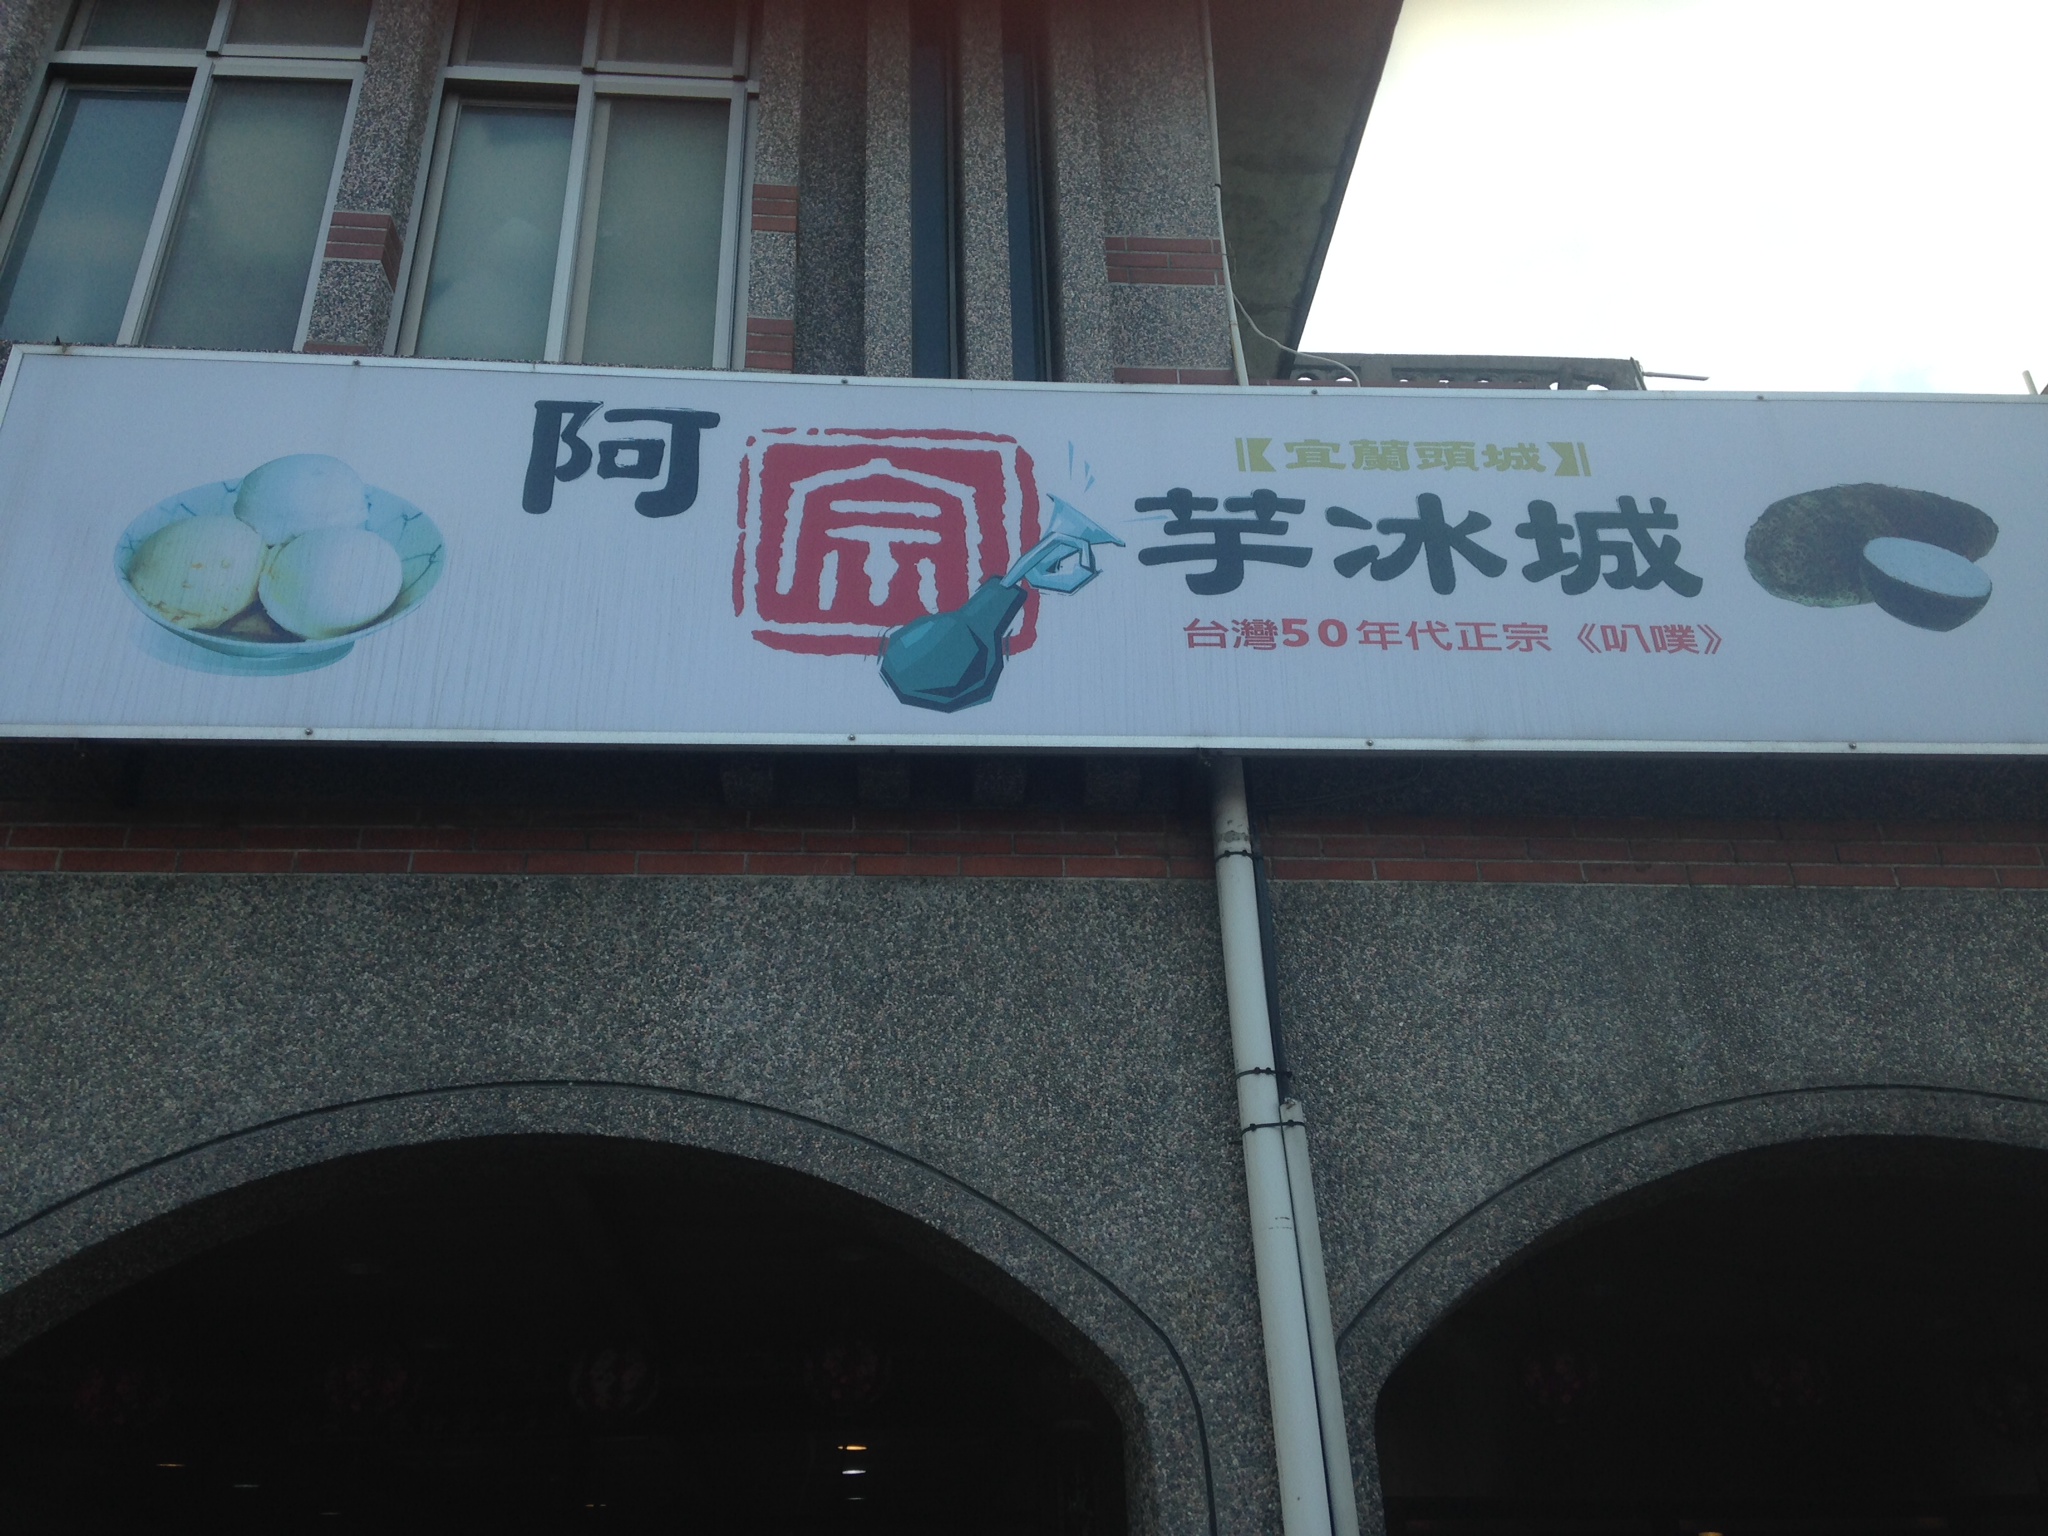 阿宗
【宜蘭頭城】
芋冰城
台灣50年代正宗《叭噗》